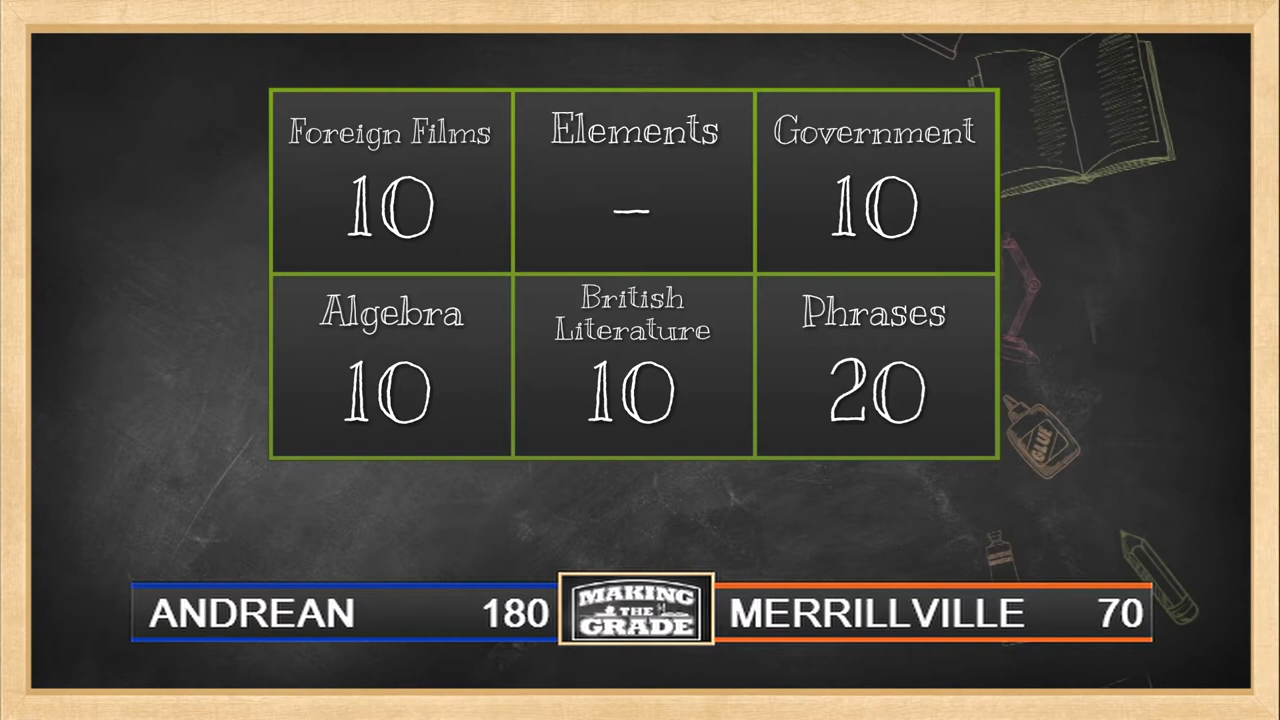 Foreign Films
10
Elements
–
Government
10
Algebra
10
British
Literature
10
Phrases
20
GLUE
ANDREAN 180
MAKING
THE
GRADE
MERRILLVILLE 70